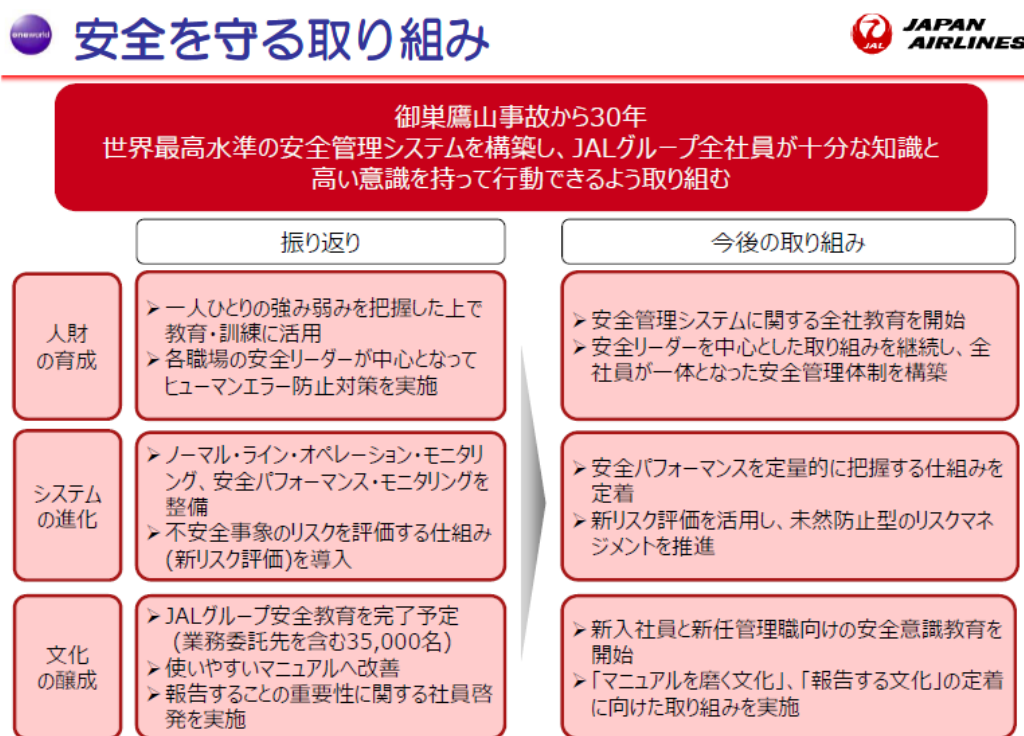 oneworld
安全を守る取り組み
JAL
JAPAN
AIRLINES
御巣鷹山事故から30年
世界最高水準の安全管理システムを構築し、JALグループ全社員が十分な知識と
高い意識を持って行動できるよう取り組む
振り返り
今後の取り組み
人財
の育成
➢一人ひとりの強み弱みを把握した上で
教育・訓練に活用
➢各職場の安全リーダーが中心となって
ヒューマンエラー防止対策を実施
➢安全管理システムに関する全社教育を開始
➢安全リーダーを中心とした取り組みを継続し、全
社員が一体となった安全管理体制を構築
システム
の進化
➢ノーマル・ライン・オペレーション・モニタリ
ング、安全パフォーマンス・モニタリングを
整備
➢不安全事象のリスクを評価する仕組み
(新リスク評価)を導入
➢安全パフォーマンスを定量的に把握する仕組みを
定着
➢新リスク評価を活用し、未然防止型のリスクマネ
ジメントを推進
文化
の醸成
➢JALグループ安全教育を完了予定
(業務委託先を含む35,000名)
➢使いやすいマニュアルへ改善
➢報告することの重要性に関する社員啓
発を実施
➢新入社員と新任管理職向けの安全意識教育を
開始
➢「マニュアルを磨く文化」、「報告する文化」の定着
に向けた取り組みを実施